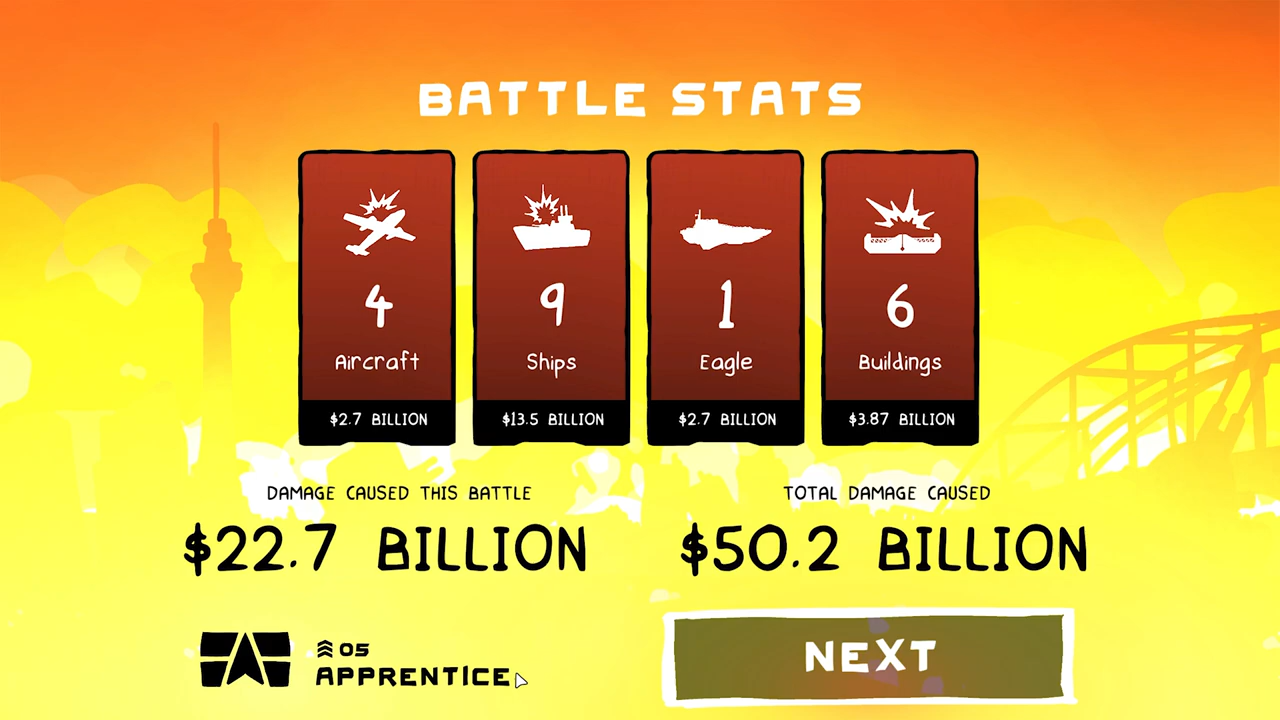 BATTLE STATS
4
Aircraft
$2.7 BILLION
9
Ships
$13.5 BILLION
1
Eagle
$2.7 BILLION
6
Buildings
$3.87 BILLION
DAMAGE CAUSED THIS BATTLE
$22.7 BILLION
TOTAL DAMAGE CAUSED
$50.2 BILLION
05
APPRENTICE
NEXT